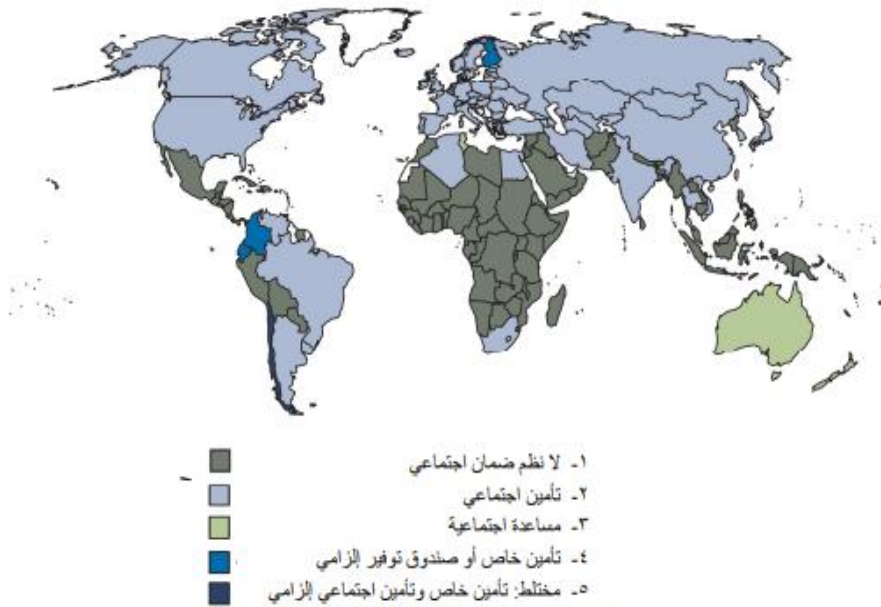 ١- لا نظم ضمان اجتماعي
٢- تأمين اجتماعي
٣- مساعدة اجتماعية
٤- تأمين خاص أو صندوق توفير إلزامي
٥- مختلط: تأمين خاص وتأمين اجتماعي إلزامي